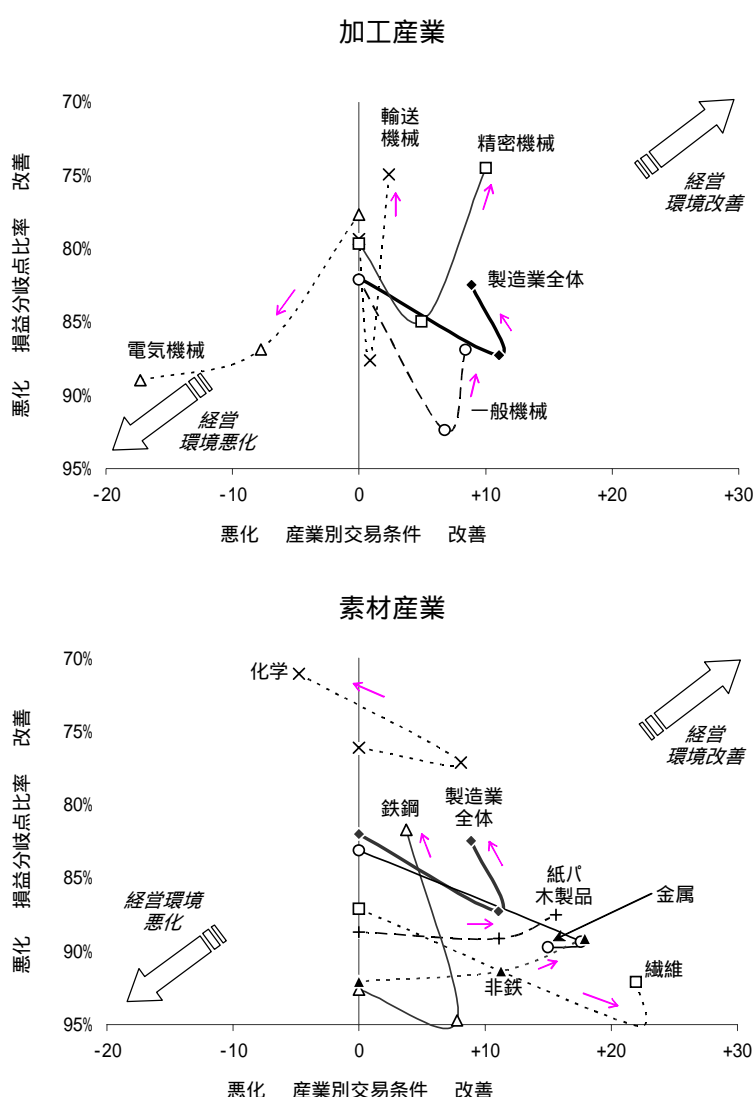 加工産業
70%
75%
80%
85%
90%
95%
悪化 損益分岐点比率 改善
輸送
機械
精密機械
経営
環境改善
製造業全体
電気機械
一般機械
経営
環境悪化
-20
-10
0
+10
+20
+30
悪化 産業別交易条件 改善
素材産業
70%
75%
80%
85%
90%
95%
悪化 損益分岐点比率 改善
化学
経営
環境改善
鉄鋼
製造業
全体
紙パ
木製品
金属
経営環境
悪化
非鉄
繊維
-20
-10
0
+10
+20
+30
悪化 産業別交易条件 改善